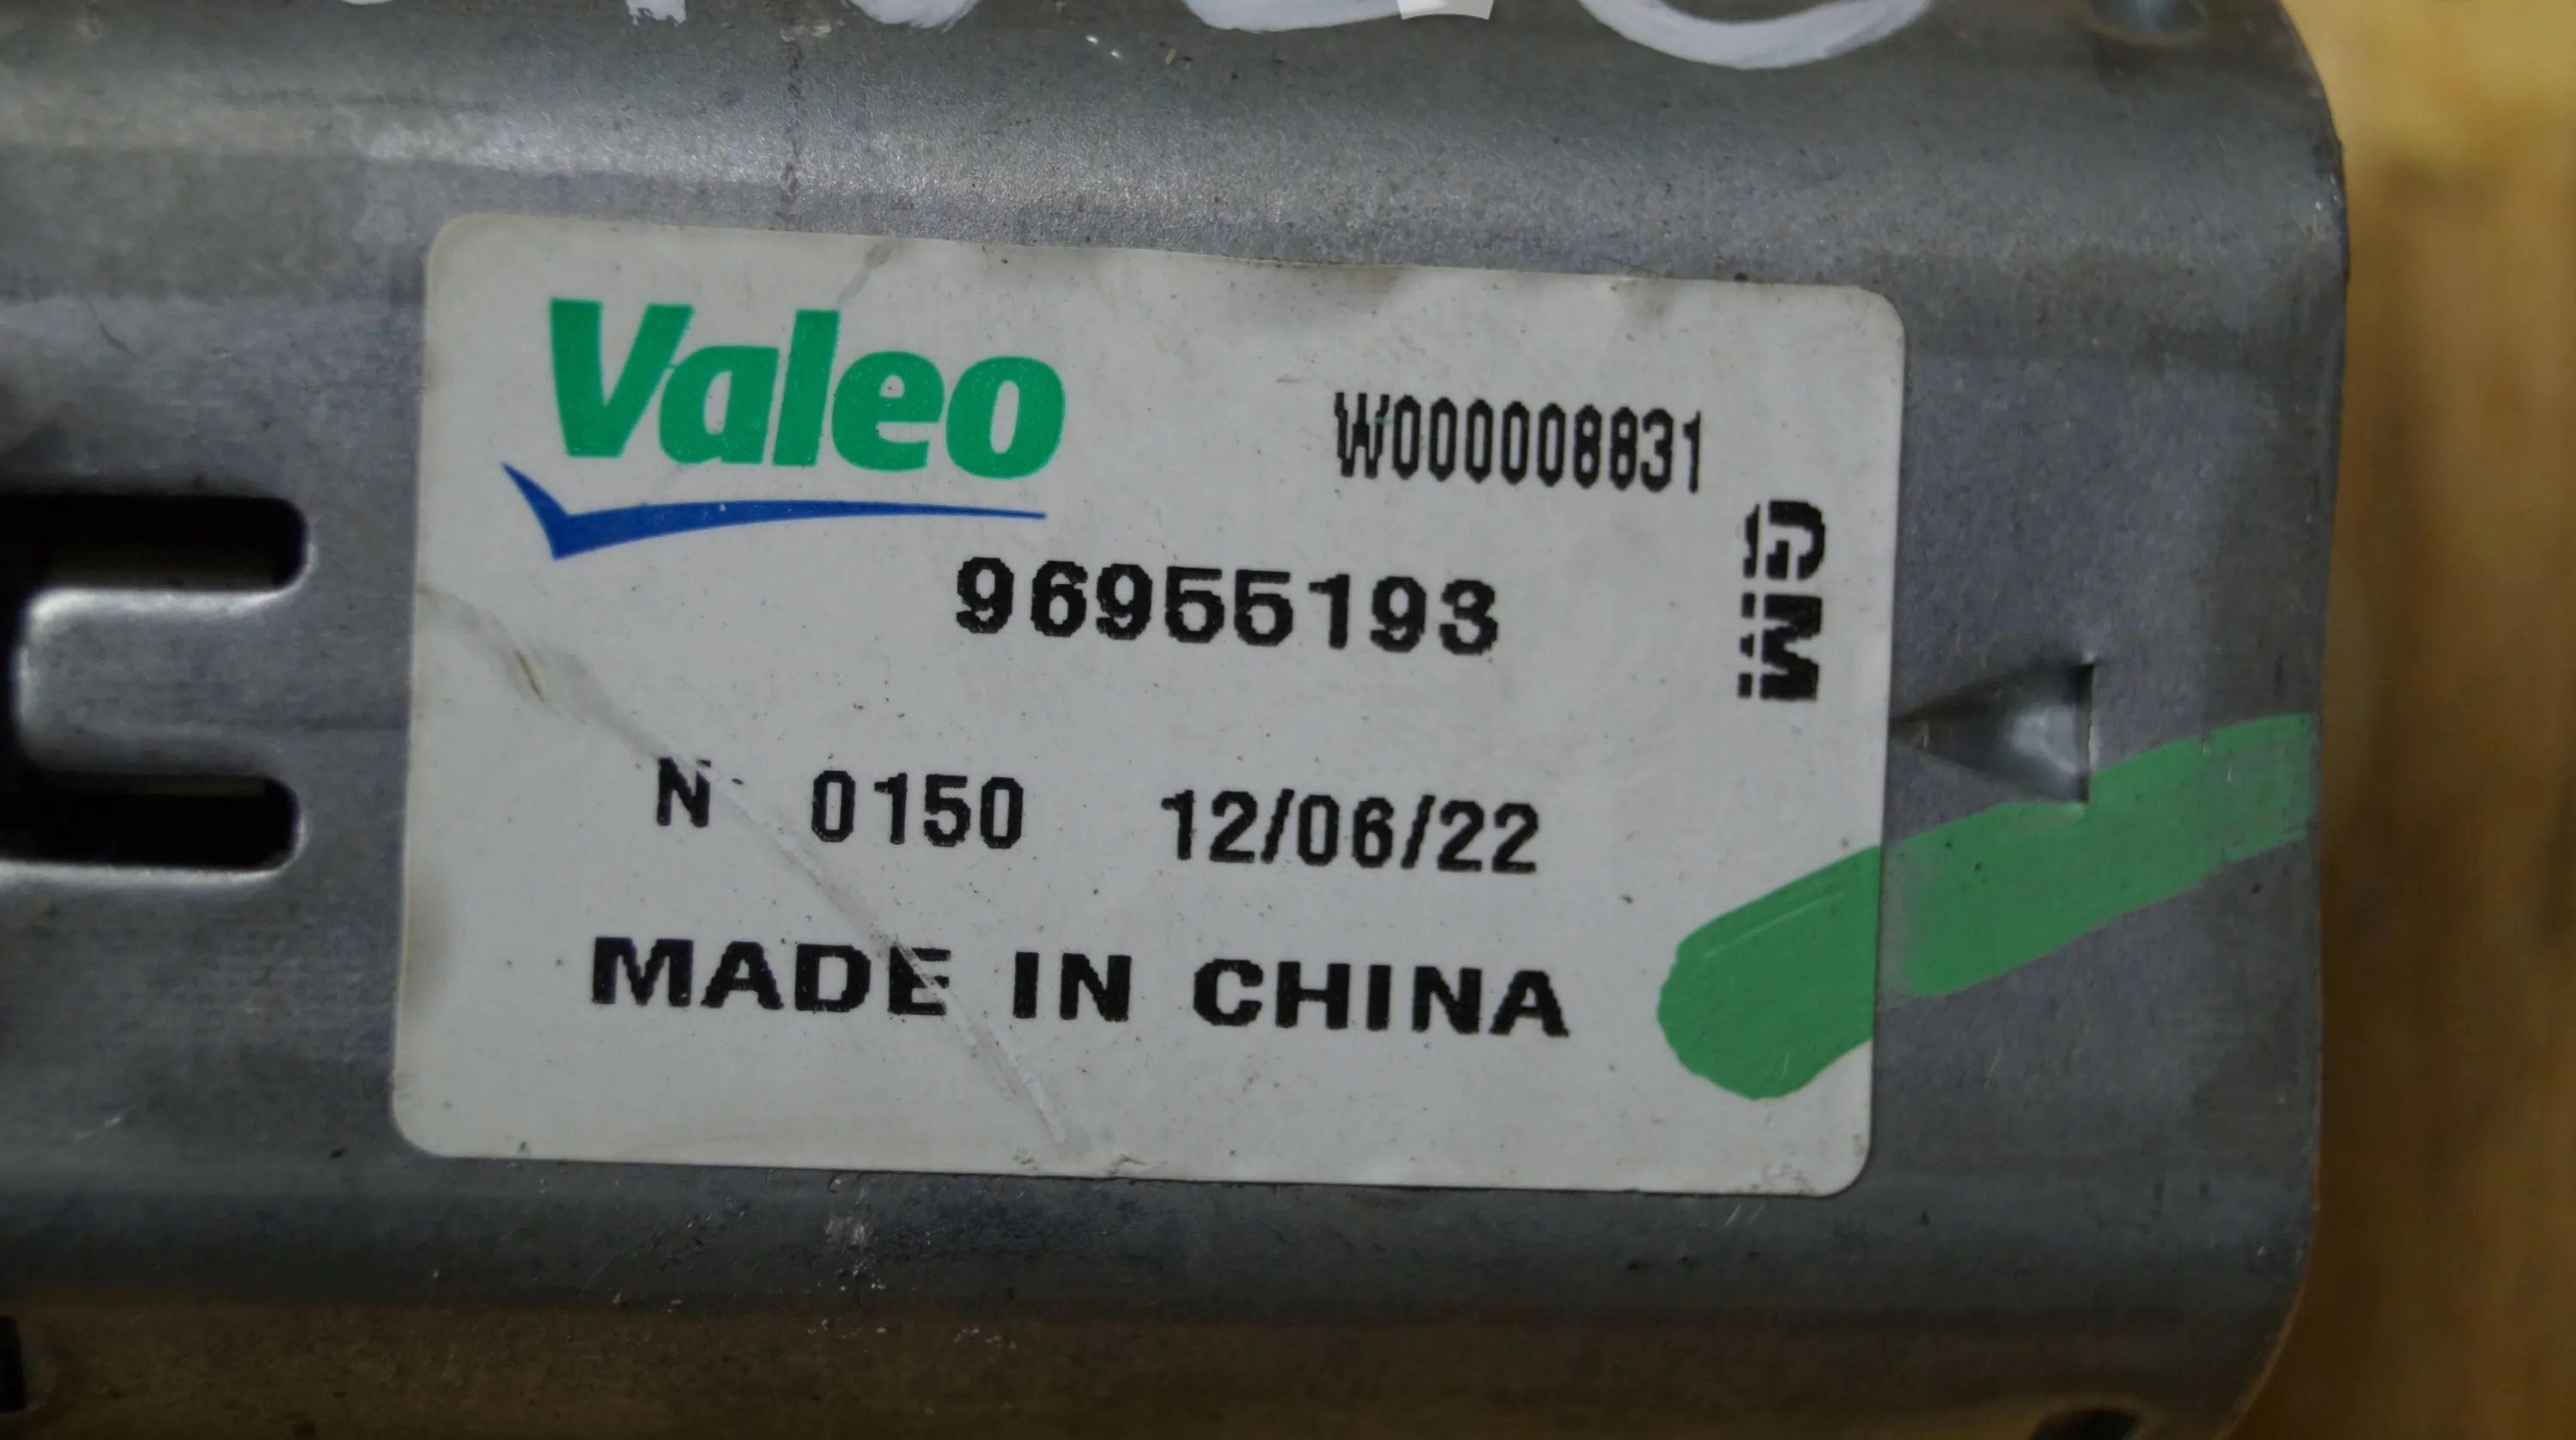 Valeo
W000008831
GM
96955193
N 0150 12/06/22
MADE IN CHINA